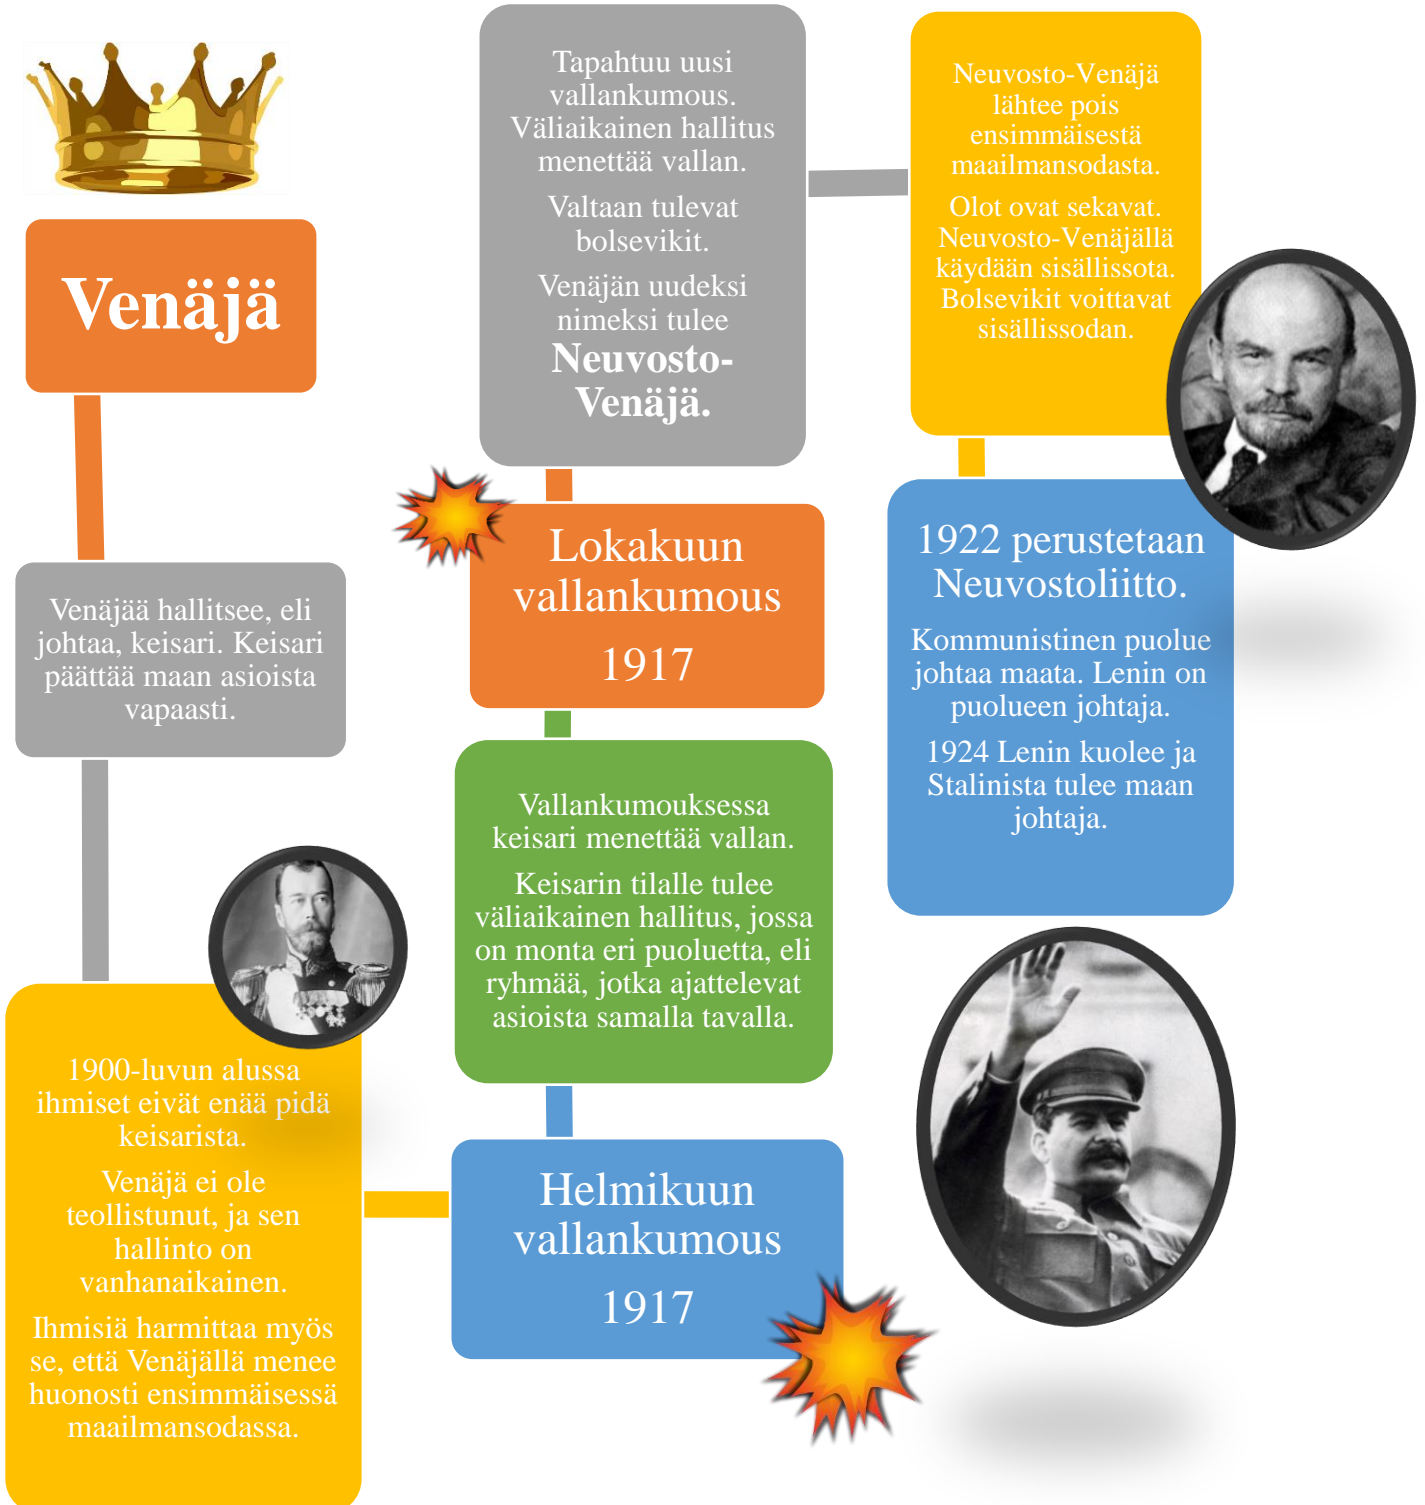 Venäjä
Venäjää hallitsee, eli
johtaa, keisari. Keisari
päättää maan asioista
vapaasti.
1900-luvun alussa
ihmiset eivät enää pidä
keisarista.
Venäjä ei ole
teollistunut, ja sen
hallinto on
vanhanaikainen.
Ihmisiä harmittaa myös
se, että Venäjällä menee
huonosti ensimmäisessä
maailmansodassa.
Helmikuun
vallankumous
1917
Vallankumouksessa
keisari menettää vallan.
Keisarin tilalle tulee
väliaikainen hallitus, jossa
on monta eri puoluetta, eli
ryhmää, jotka ajattelevat
asioista samalla tavalla.
Lokakuun
vallankumous
1917
Tapahtuu uusi
vallankumous.
Väliaikainen hallitus
menettää vallan.
Valtaan tulevat
bolsevikit.
Venäjän uudeksi
nimeksi tulee
Neuvosto-
Venäjä.
Neuvosto-Venäjä
lähtee pois
ensimmäisestä
maailmansodasta.
Olot ovat sekavat.
Neuvosto-Venäjällä
käydään sisällissota.
Bolsevikit voittavat
sisällissodan.
1922 perustetaan
Neuvostoliitto.
Kommunistinen puolue
johtaa maata. Lenin on
puolueen johtaja.
1924 Lenin kuolee ja
Stalinista tulee maan
johtaja.